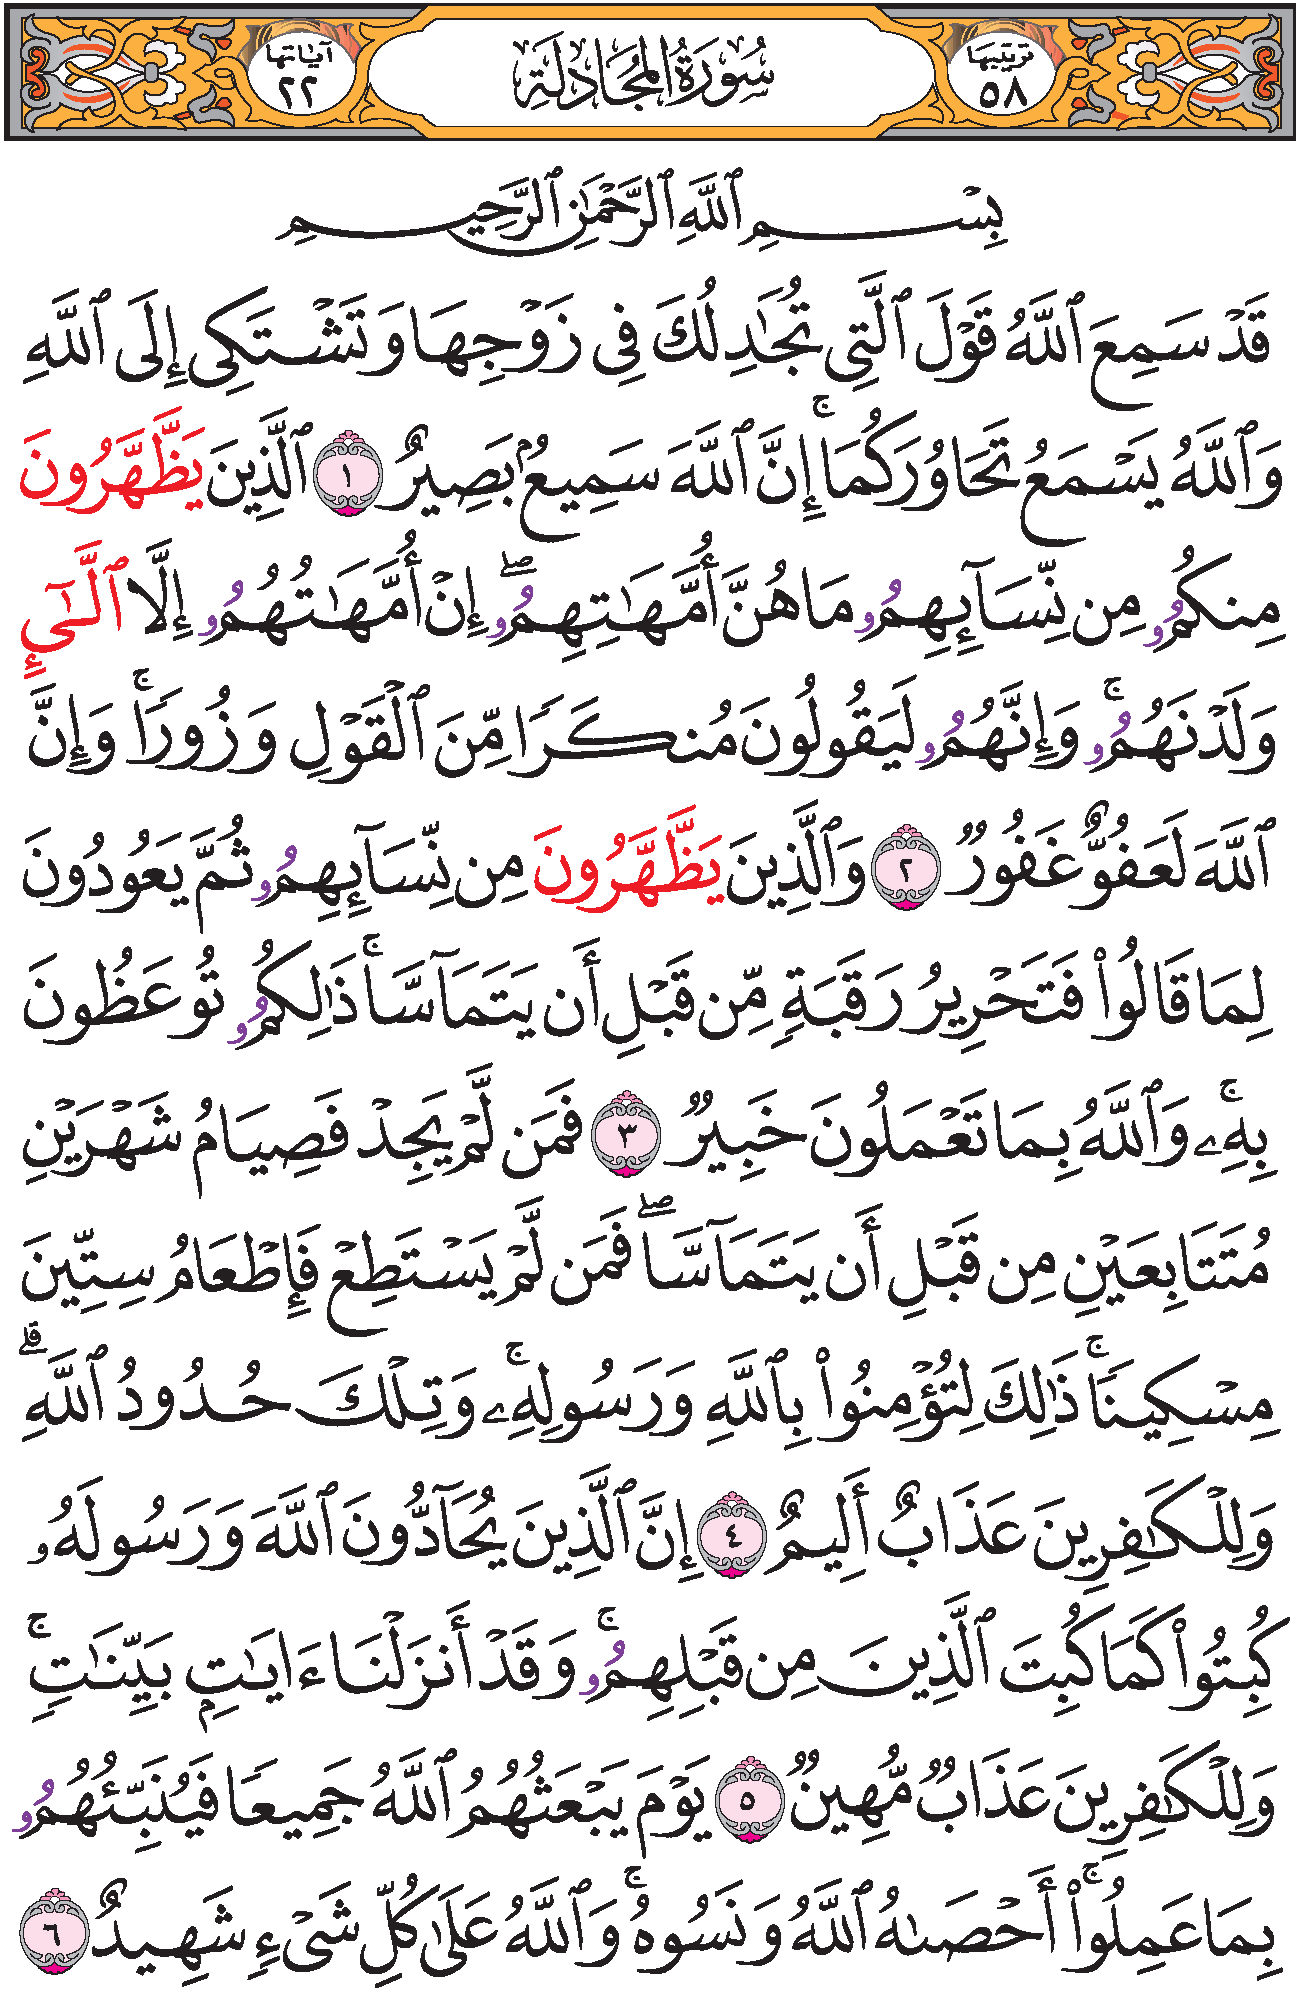 ترتيبها ٥٨ سُورَةُ المُجَادلَةِ آياتها ٢٢
بِسْمِ ٱللَّهِ ٱلرَّحْمَٰنِ ٱلرَّحِيمِ
قَدْ سَمِعَ ٱللَّهُ قَوْلَ ٱلَّتِى تُجَٰدِلُكَ فِى زَوْجِهَا وَتَشْتَكِى إِلَى ٱللَّهِ
وَٱللَّهُ يَسْمَعُ تَحَاوُرَكُمَا ۚ إِنَّ ٱللَّهَ سَمِيعُۢ بَصِيرٌ ١ ٱلَّذِينَ يَظَّهَّرُونَ
مِنكُمُو مِن نِّسَآئِهِمُو مَا هُنَّ أُمَّهَٰتِهِمُو ۖ إِنْ أُمَّهَٰتُهُمُو إِلَّا ٱلَّٰٓىِٕ
وَلَدْنَهُمُو ۚ وَإِنَّهُمُو لَيَقُولُونَ مُنكَرًا مِّنَ ٱلْقَوْلِ وَزُورًا ۚ وَإِنَّ
ٱللَّهَ لَعَفُوٌّ غَفُورٌ ٢ وَٱلَّذِينَ يَظَّهَّرُونَ مِن نِّسَآئِهِمُو ثُمَّ يَعُودُونَ
لِمَا قَالُوا۟ فَتَحْرِيرُ رَقَبَةٍ مِّن قَبْلِ أَن يَتَمَآسَّا ۚ ذَٰلِكُمُو تُوعَظُونَ
بِهِۦ ۚ وَٱللَّهُ بِمَا تَعْمَلُونَ خَبِيرٌ ٣ فَمَن لَّمْ يَجِدْ فَصِيَامُ شَهْرَيْنِ
مُتَتَابِعَيْنِ مِن قَبْلِ أَن يَتَمَآسَّا ۖ فَمَن لَّمْ يَسْتَطِعْ فَإِطْعَامُ سِتِّينَ
مِسْكِينًا ۚ ذَٰلِكَ لِتُؤْمِنُوا۟ بِٱللَّهِ وَرَسُولِهِۦ ۚ وَتِلْكَ حُدُودُ ٱللَّهِ ۗ
وَلِلْكَٰفِرِينَ عَذَابٌ أَلِيمٌ ٤ إِنَّ ٱلَّذِينَ يُحَآدُّونَ ٱللَّهَ وَرَسُولَهُۥ
كُبِتُوا۟ كَمَا كُبِتَ ٱلَّذِينَ مِن قَبْلِهِمُو ۚ وَقَدْ أَنزَلْنَا ءَايَٰتٍۭ بَيِّنَٰتٍ ۚ
وَلِلْكَٰفِرِينَ عَذَابٌ مُّهِينٌ ٥ يَوْمَ يَبْعَثُهُمُ ٱللَّهُ جَمِيعًا فَيُنَبِّئُهُمُو
بِمَا عَمِلُوٓا۟ ۚ أَحْصَىٰهُ ٱللَّهُ وَنَسُوهُ ۚ وَٱللَّهُ عَلَىٰ كُلِّ شَىْءٍ شَهِيدٌ ٦